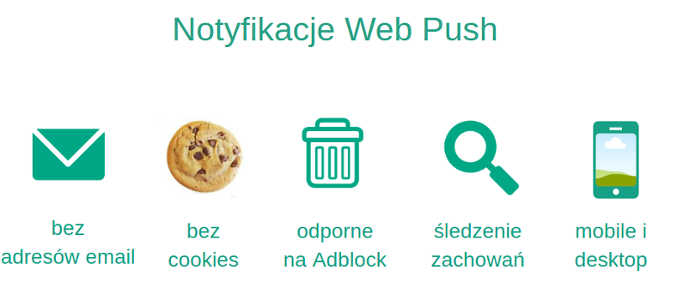 Notyfikacje Web Push
bez
adresów email
bez
cookies
odporne
na Adblock
śledzenie
zachowań
mobile i
desktop